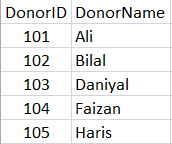 DonorID DonorName
101 Ali
102 Bilal
103 Daniyal
104 Faizan
105 Haris